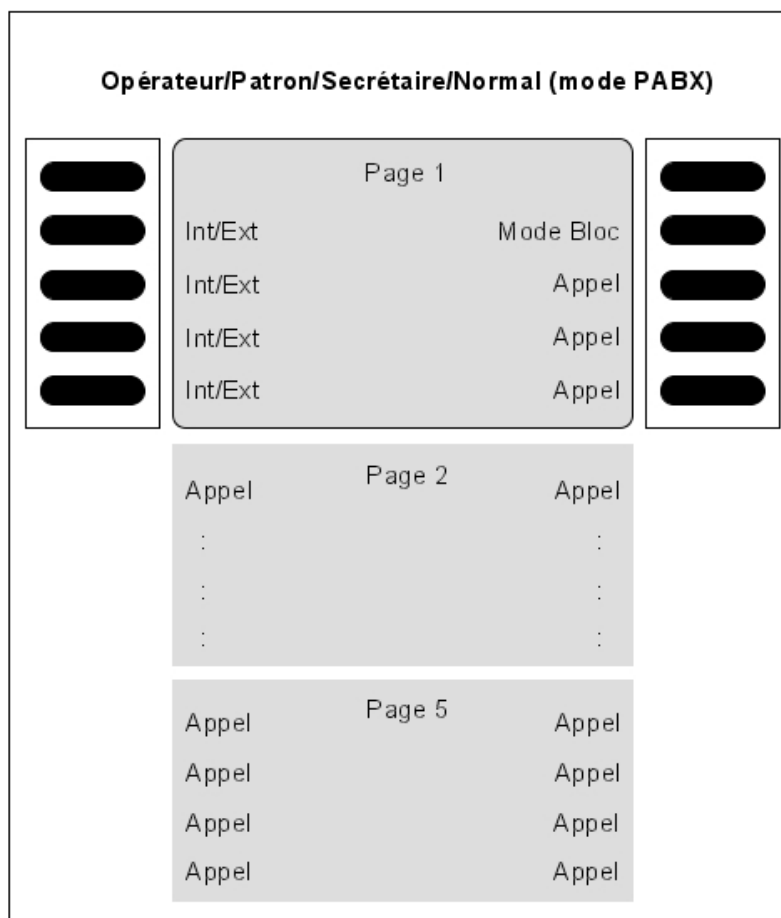 Opérateur/Patron/Secrétaire/Normal (mode PABX)
Page 1
Int/Ext Mode Bloc
Int/Ext Appel
Int/Ext Appel
Int/Ext Appel
Page 2
Appel Appel
: :
: :
: :
Page 5
Appel Appel
Appel Appel
Appel Appel
Appel Appel